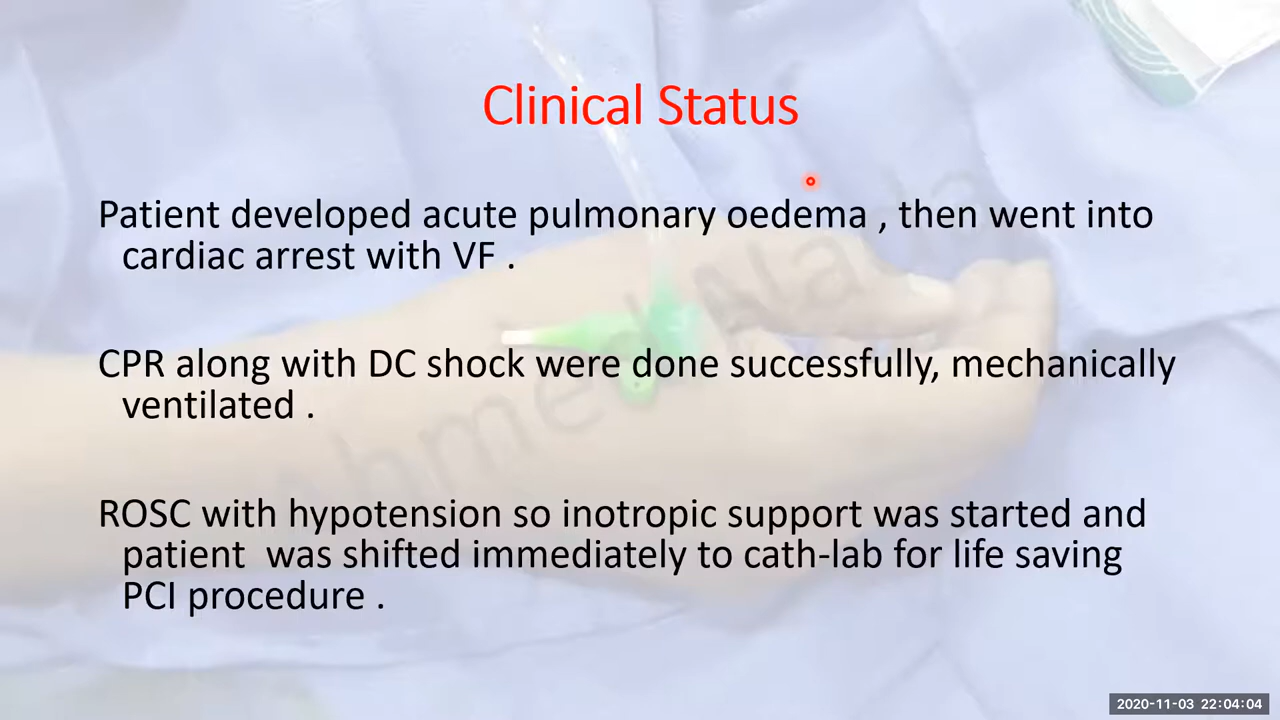 Clinical Status
Patient developed acute pulmonary oedema , then went into
cardiac arrest with VF .
CPR along with DC shock were done successfully, mechanically
ventilated .
ROSC with hypotension so inotropic support was started and
patient was shifted immediately to cath-lab for life saving
PCI procedure .
Ahmed
2020-11-03 22:04:04